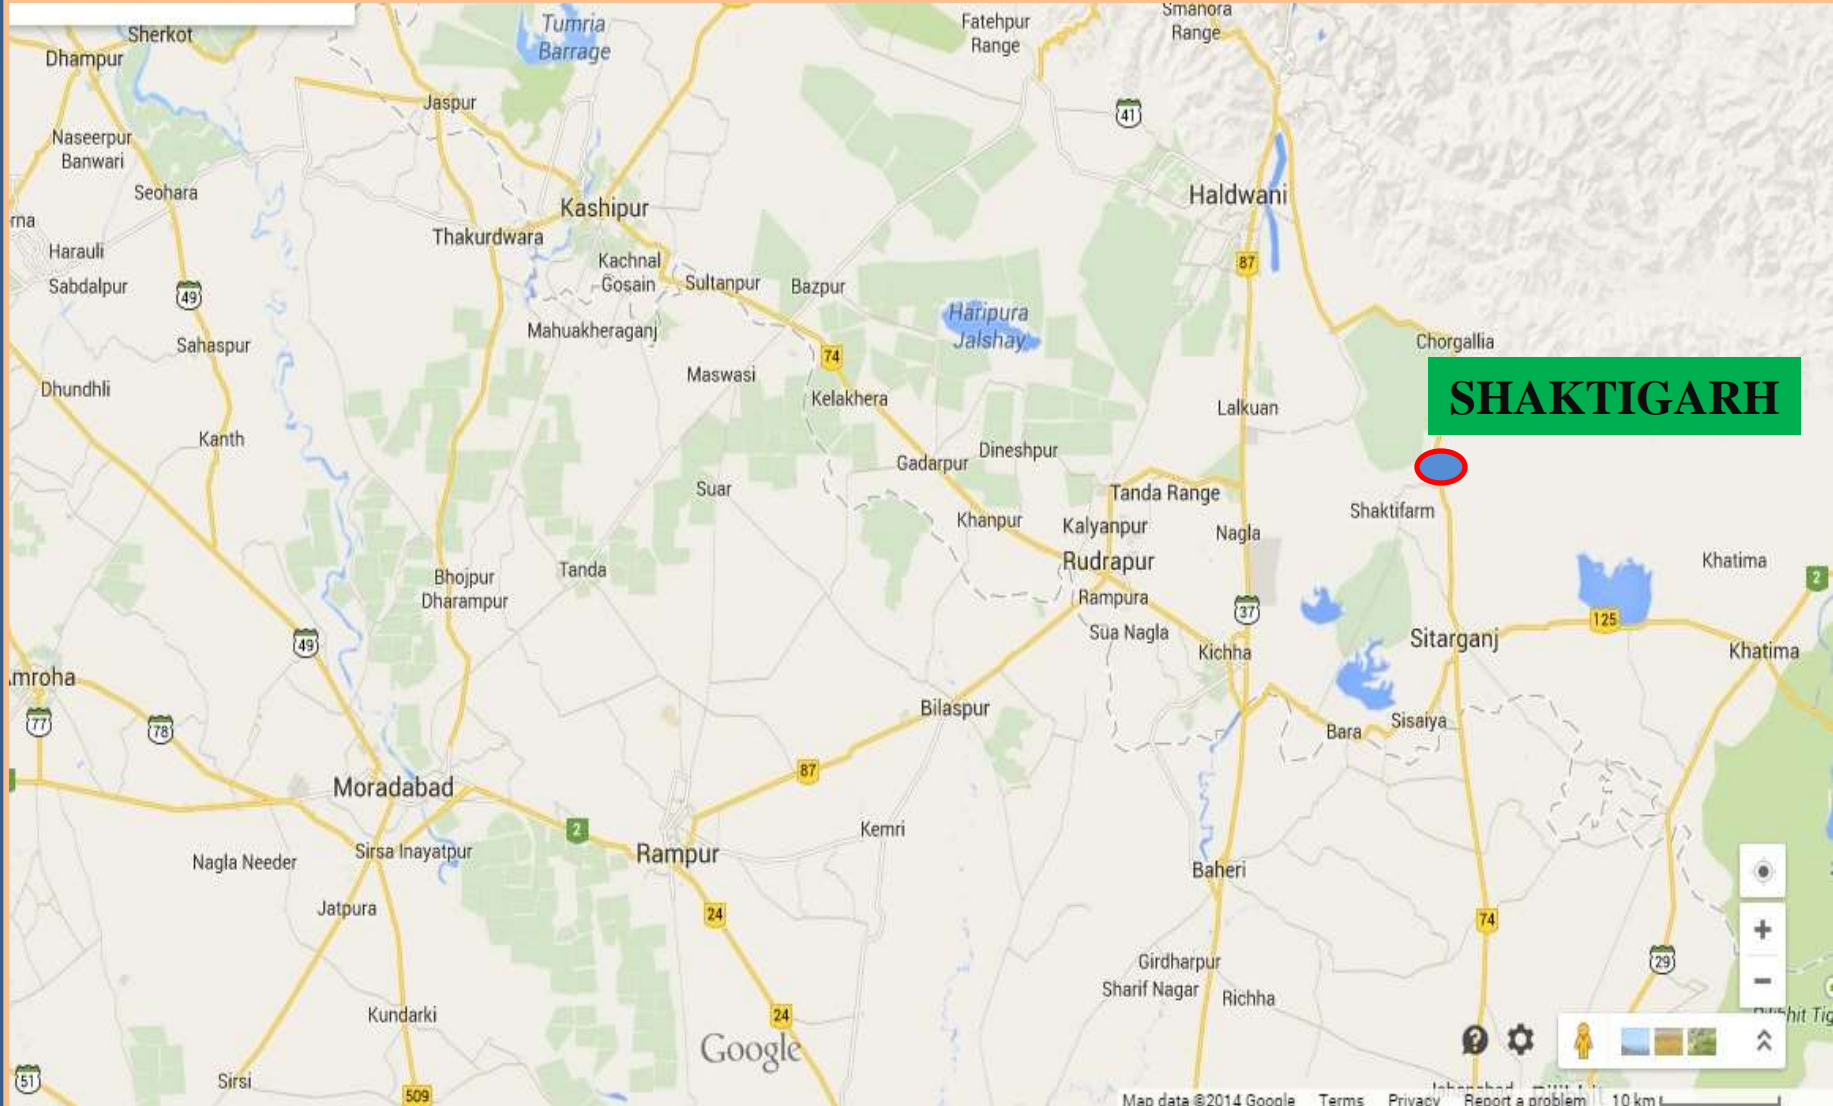 Sherkot
Dhampur
Tumria
Barrage
Fatehpur
Range
Smanora
Range
Jaspur
41
Naseerpur
Banwari
Seohara
Haldwani
Kashipur
Thakurdwara
Harauli
Sabdalpur
49
Kachnal
Gosain
Sultanpur
Bazpur
87
Haripura
Jalshay
Mahuakheraganj
Sahaspur
74
Chorgallia
Maswasi
Dhundhli
Kelakhera
SHAKTIGARH
Lalkuan
Kanth
Gadarpur
Dineshpur
Suar
Tanda Range
Shaktifarm
Khanpur
Kalyanpur
Nagla
Rudrapur
Khatima
2
Tanda
Bhojpur
Dharampur
Rampura
37
125
Sua Nagla
Sitarganj
49
Kichha
Khatima
mroha
77
78
Bilaspur
Bara
Sisaiya
87
Moradabad
2
Kemri
Rampur
Sirsa Inayatpur
Nagla Needer
Baheri
Jatpura
24
74
Girdharpur
29
Sharif Nagar
Richha
Kundarki
24
Google
Sirsi
51
509
Map data ©2014 Google Terms Privacy Report a problem 10 km